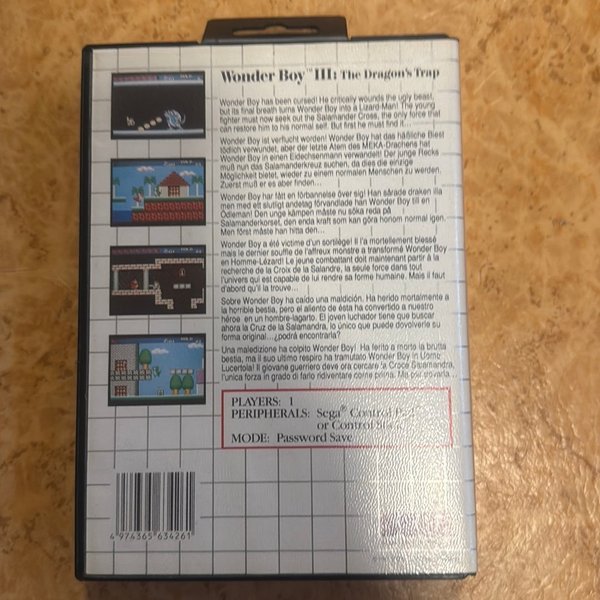 Wonder Boy™ III: The Dragon's Trap
Wonder Boy has been cursed! He critically wounds the ugly beast,
but its final breath turns Wonder Boy into a Lizard-Man! The young
fighter must now seek out the Salamander Cross, the only force that
can restore him to his normal self. But first he must find it…
Wonder Boy ist verflucht worden! Wonder Boy hat das häßliche Biest
tödlich verwundet, aber der letzte Atem des MEKA-Drachens hat
Wonder Boy in einen Eidechsenmann verwandelt! Der junge Recks
muß nun das Salamanderkreuz suchen, da dies die einzige
Möglichkeit bietet, wieder zu einem normalen Menschen zu werden.
Zuerst muß er es aber finden…
Wonder Boy har fått en förbannelse över sig! Han sårade draken illa
men med ett slutligt andetag förvandlade han Wonder Boy till en
Ödleman! Den unge kämpen måste nu söka reda på
Salamanderkorset, den enda kraft som kan göra honom normal igen.
Men först måste han hitta den…
Wonder Boy a été victime d'un sortilège! Il l'a mortellement blessé
mais le dernier souffle de l'affreux monstre a transformé Wonder Boy
en Homme-Lézard! Le jeune combattant doit maintenant partir à la
recherche de la Croix de la Salandre, la seule force dans tout
l'univers qui est capable de lui rendre sa forme humaine. Mais il faut
d'abord qu'il la trouve…
Sobre Wonder Boy ha caído una maldición. Ha herido mortalmente a
la horrible bestia, pero el aliento de esta ha convertido a nuestro
héroe en un hombre-lagarto. El joven luchador tiene que buscar
ahora la Cruz de la Salamandra, lo único que puede dovolverle su
forma original… ¿podrá encontrarla?
Una maledizione ha colpito Wonder Boy! Ha ferito a morto la brutta
bestia, ma il suo ultimo respiro ha tramutato Wonder Boy in Uomo
Lucertola! Il giovane guerriero deve ora cercare la Croce Salamandra,
l'unica forza in grado di farlo ridiventare come prima. Ma per trovarla…
PLAYERS: 1
PERIPHERALS: Sega® Control Pad
or Control Stick
MODE: Password Save
4 974365 634261